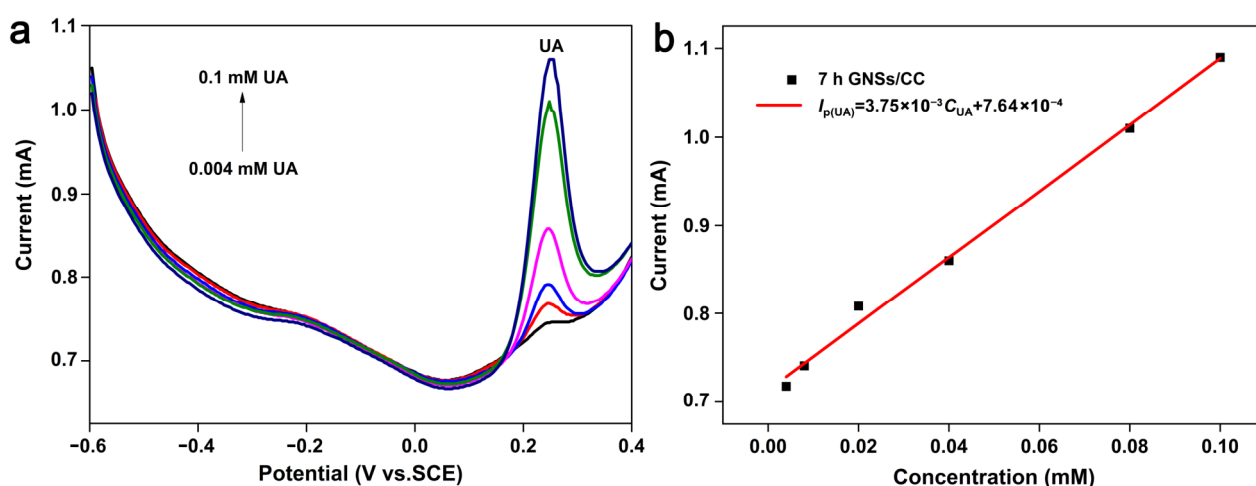 a
UA
0.1 mM UA
0.004 mM UA
1.1
1.0
0.9
0.8
0.7
Current (mA)
−0.6
−0.4
−0.2
0.0
0.2
0.4
Potential (V vs.SCE)
b
7 h GNSs/CC
Ip(UA)=3.75×10⁻³CUA+7.64×10⁻⁴
1.1
1.0
0.9
0.8
0.7
Current (mA)
0.00
0.02
0.04
0.06
0.08
0.10
Concentration (mM)